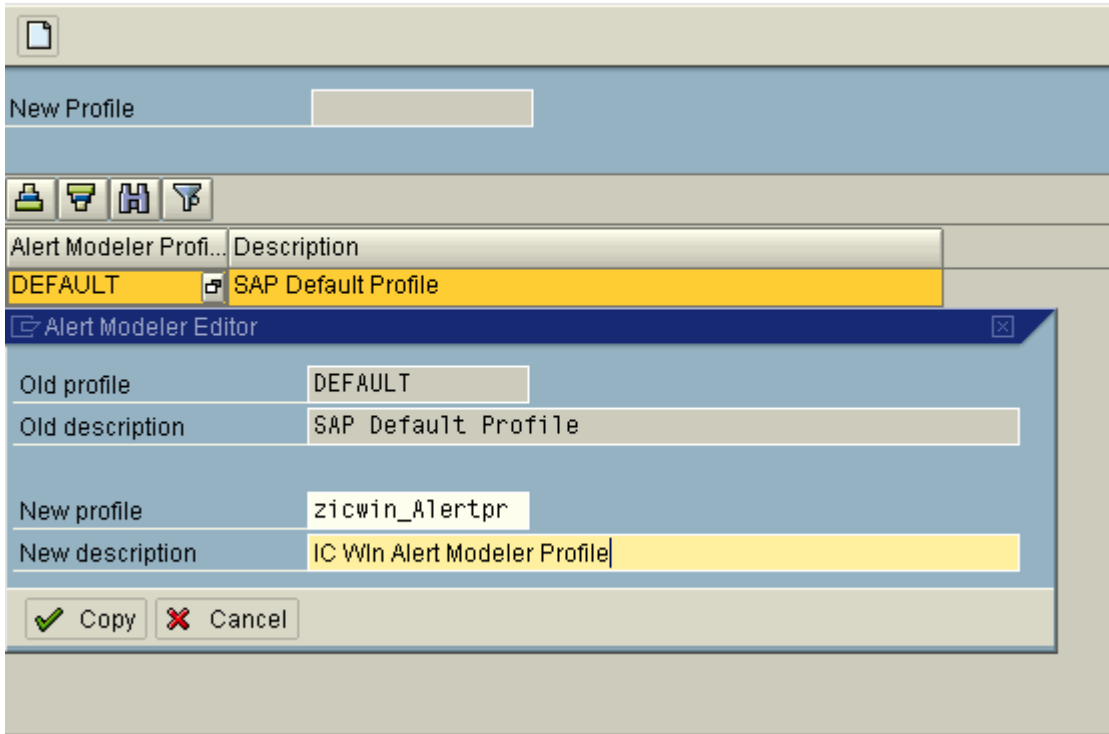 New Profile
Alert Modeler Profi... Description
DEFAULT SAP Default Profile
Alert Modeler Editor
Old profile DEFAULT
Old description SAP Default Profile
New profile zicwin_Alertpr
New description IC WIn Alert Modeler Profile
Copy Cancel